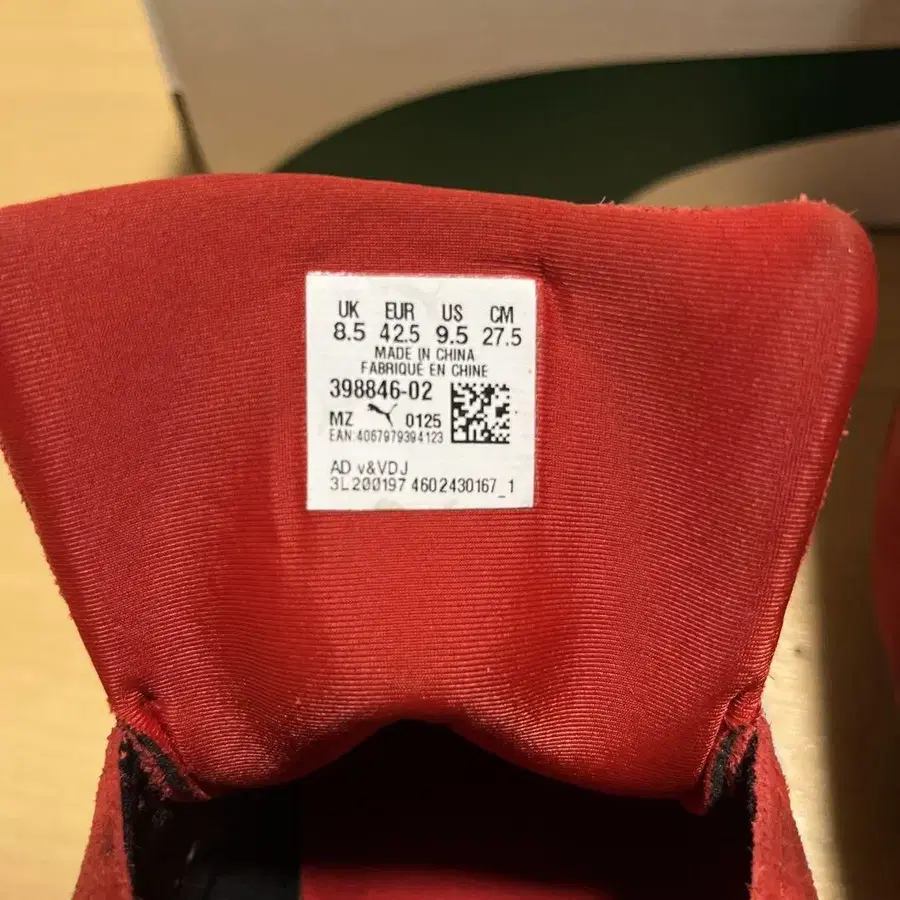 UK EUR US CM
8.5 42.5 9.5 27.5
MADE IN CHINA
FABRIQUÉ EN CHINE
398846-02
MZ 0125
EAN:4067979394123
AD v&VDJ
3L200197 4602430167_1